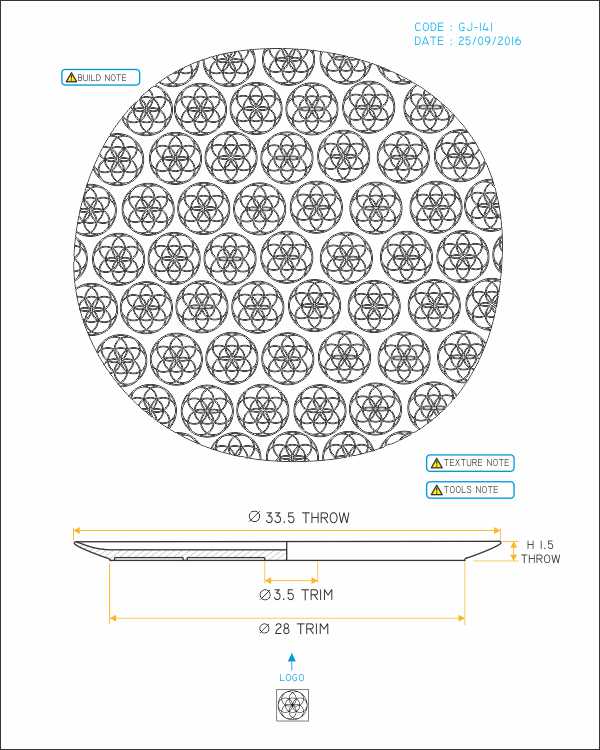 CODE : GJ-141
DATE : 25/09/2016
BUILD NOTE
TEXTURE NOTE
TOOLS NOTE
Ø 33.5 THROW
H 1.5
THROW
Ø3.5 TRIM
Ø 28 TRIM
LOGO